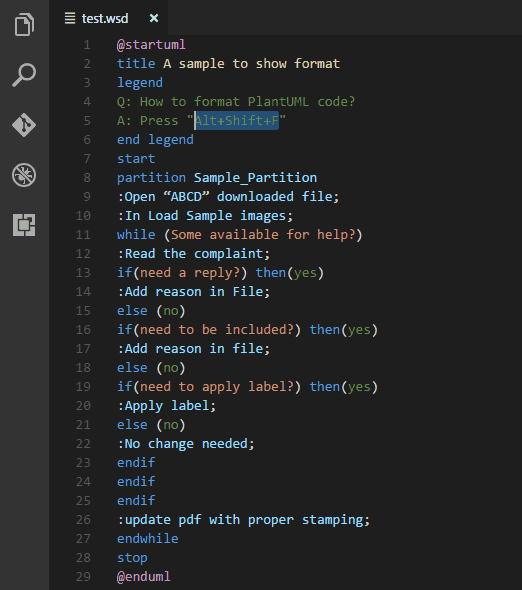 test.wsd ×
1 @startuml
2 title A sample to show format
3 legend
4 Q: How to format PlantUML code?
5 A: Press "Alt+Shift+F"
6 end legend
7 start
8 partition Sample_Partition
9 :Open “ABCD” downloaded file;
10 :In Load Sample images;
11 while (Some available for help?)
12 :Read the complaint;
13 if(need a reply?) then(yes)
14 :Add reason in File;
15 else (no)
16 if(need to be included?) then(yes)
17 :Add reason in file;
18 else (no)
19 if(need to apply label?) then(yes)
20 :Apply label;
21 else (no)
22 :No change needed;
23 endif
24 endif
25 endif
26 :update pdf with proper stamping;
27 endwhile
28 stop
29 @enduml